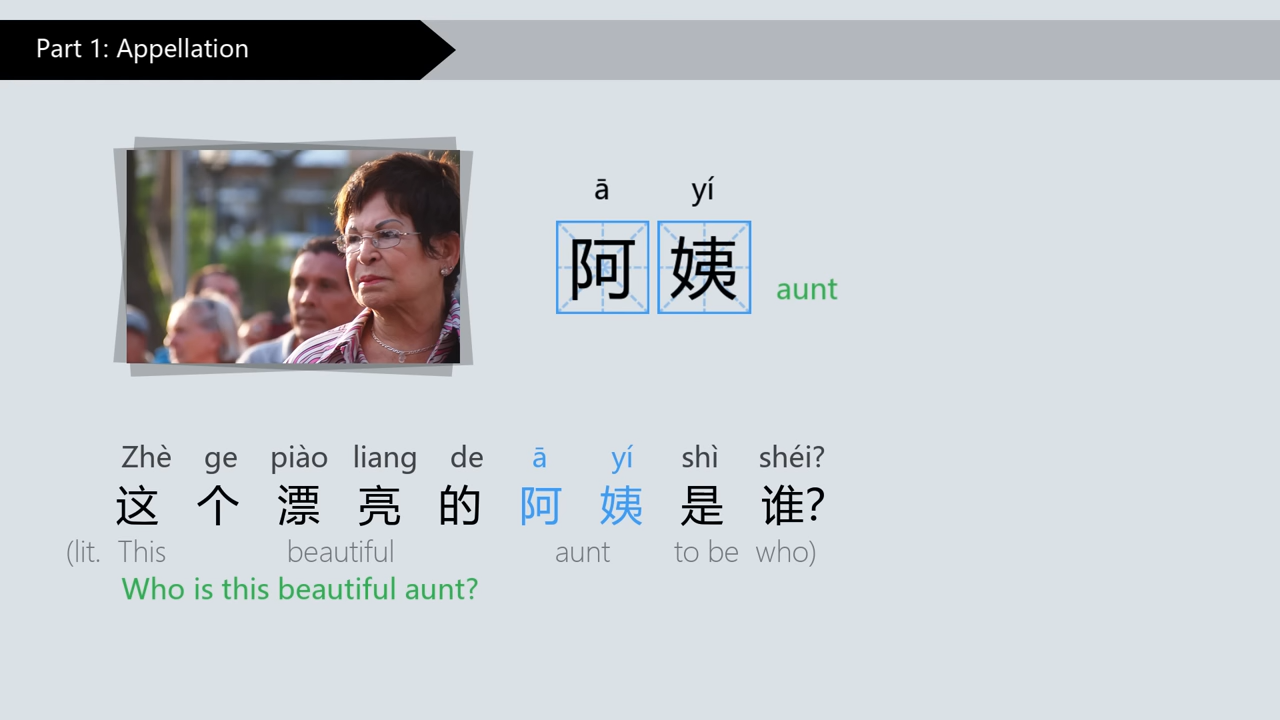 Part 1: Appellation
ā yí
阿姨 aunt
Zhè ge piào liang de ā yí shì shéi?
这个漂亮的阿姨是谁?
(lit. This beautiful aunt to be who)
Who is this beautiful aunt?